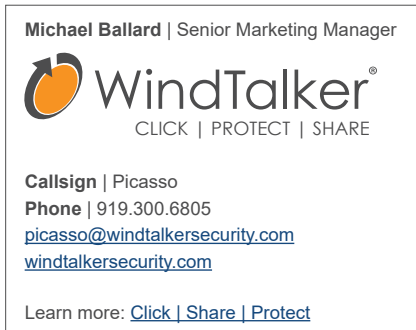 Michael Ballard | Senior Marketing Manager
WindTalker®
CLICK | PROTECT | SHARE
Callsign | Picasso
Phone | 919.300.6805
picasso@windtalkersecurity.com
windtalkersecurity.com
Learn more: Click | Share | Protect